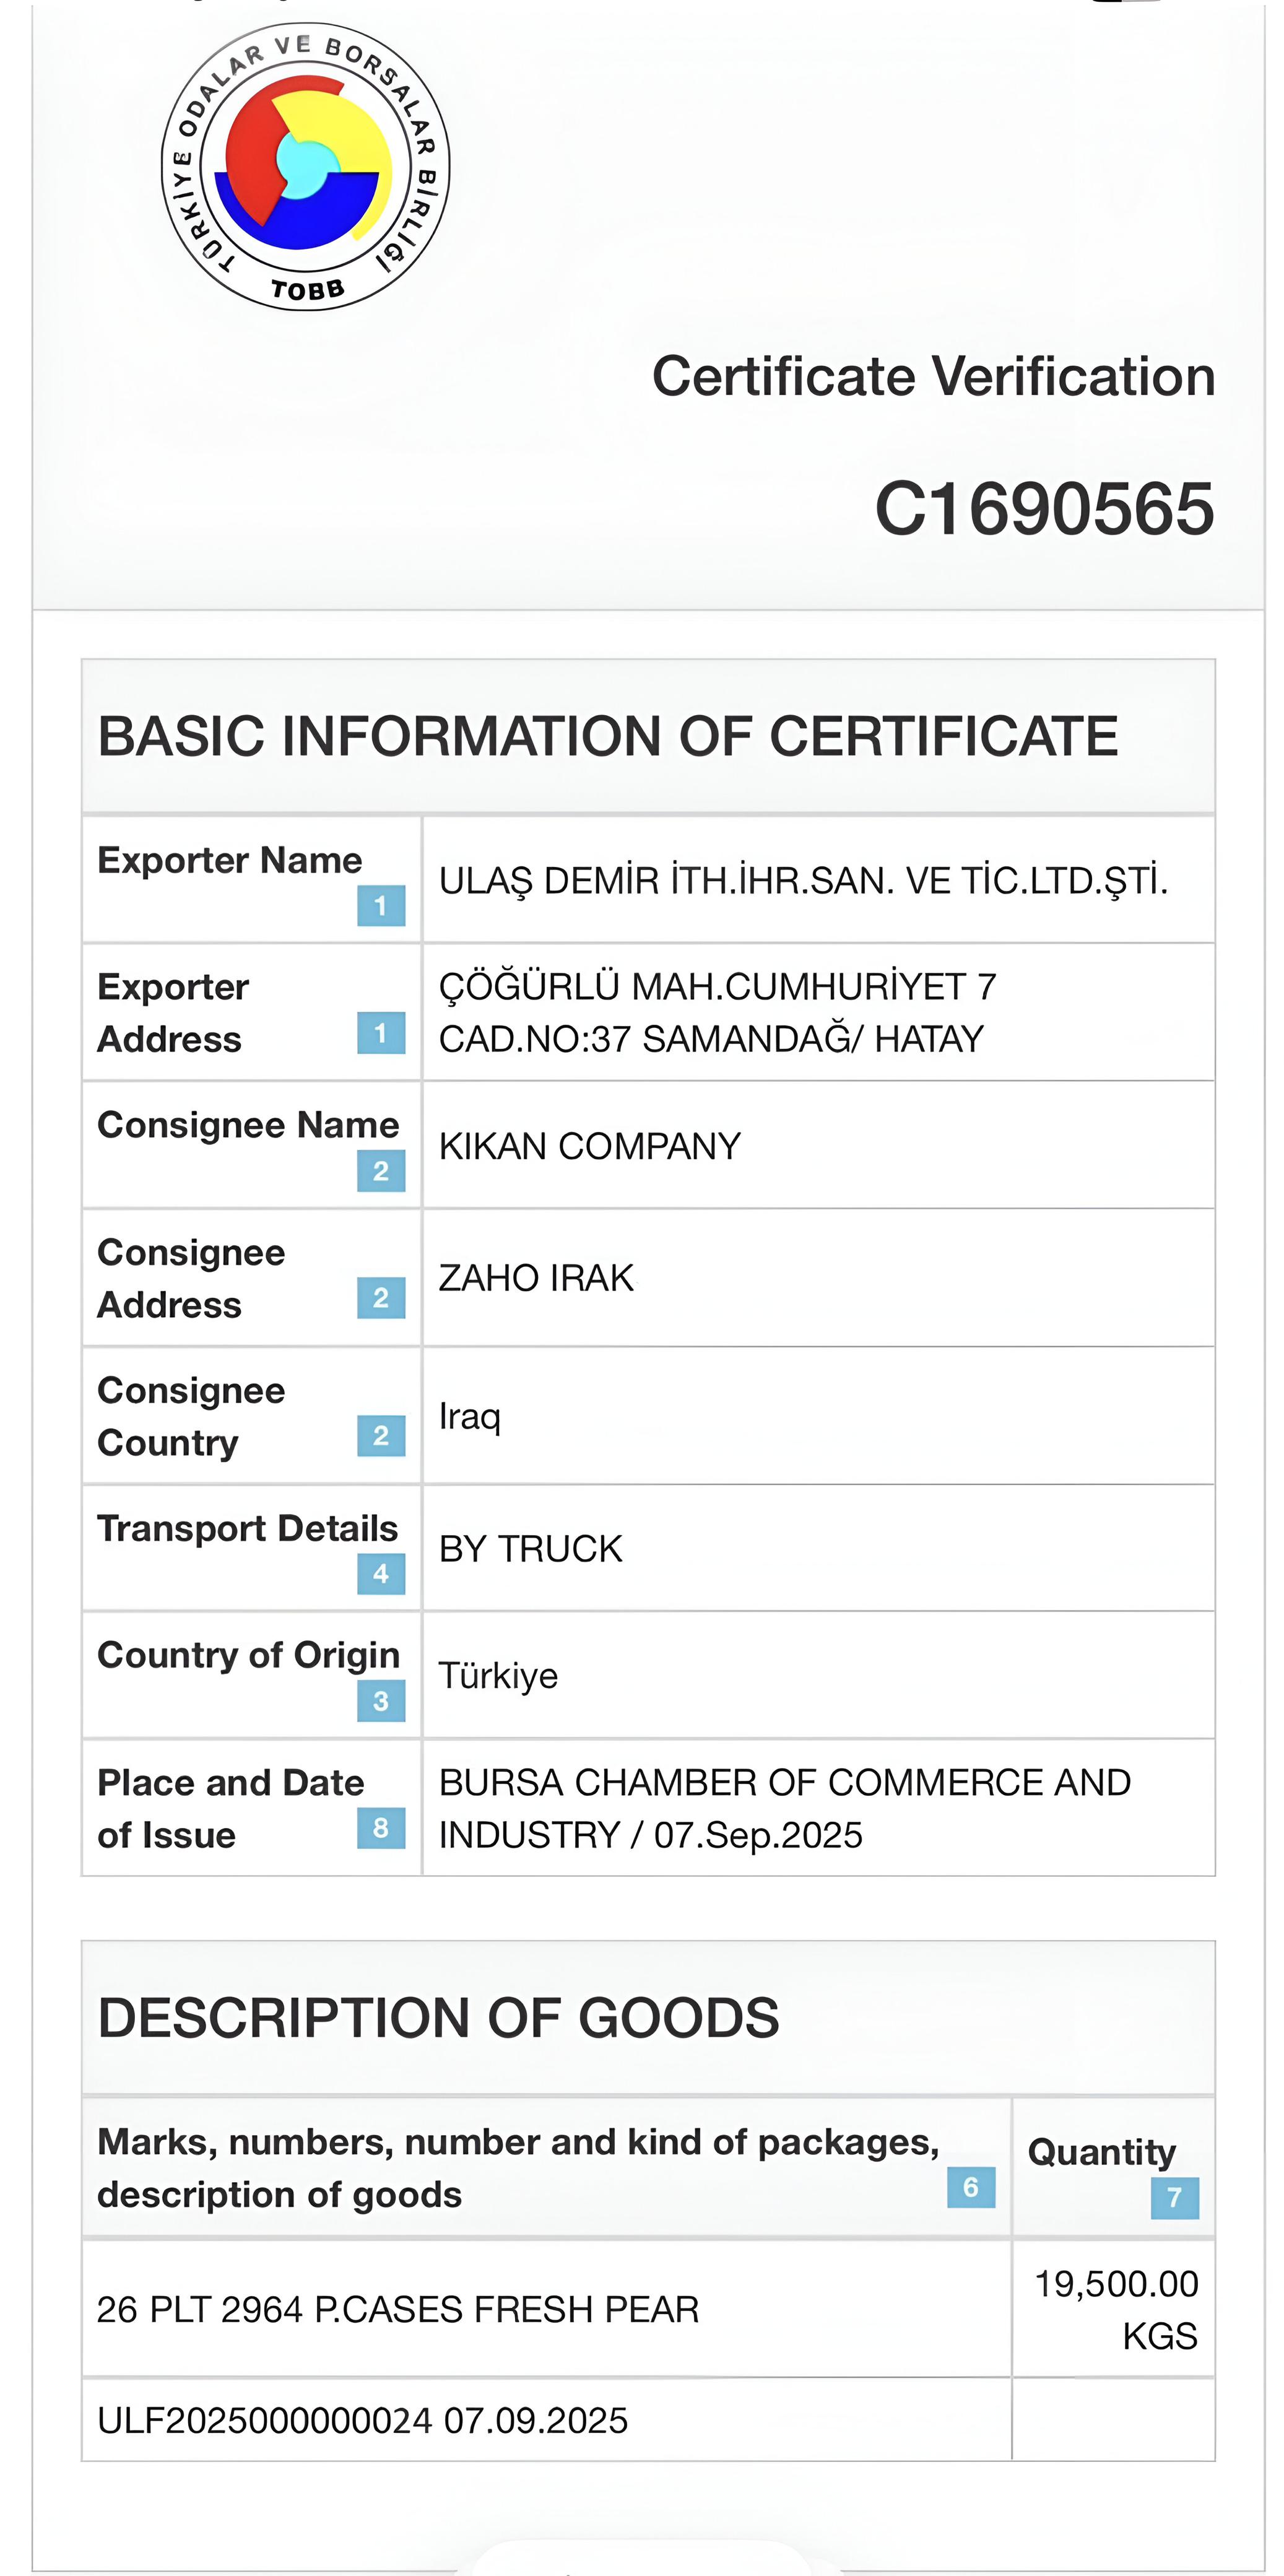 TÜRKİYE ODALAR VE BORSALAR BİRLİĞİ
TOBB
Certificate Verification
C1690565
BASIC INFORMATION OF CERTIFICATE
Exporter Name
1
ULAŞ DEMİR İTH.İHR.SAN. VE TİC.LTD.ŞTİ.
Exporter
Address 1
ÇÖĞÜRLÜ MAH.CUMHURİYET 7
CAD.NO:37 SAMANDAĞ/ HATAY
Consignee Name
2
KIKAN COMPANY
Consignee
Address 2
ZAHO IRAK
Consignee
Country 2
Iraq
Transport Details
4
BY TRUCK
Country of Origin
3
Türkiye
Place and Date
of Issue 8
BURSA CHAMBER OF COMMERCE AND
INDUSTRY / 07.Sep.2025
DESCRIPTION OF GOODS
Marks, numbers, number and kind of packages,
description of goods 6
Quantity
7
26 PLT 2964 P.CASES FRESH PEAR
19,500.00
KGS
ULF2025000000024 07.09.2025